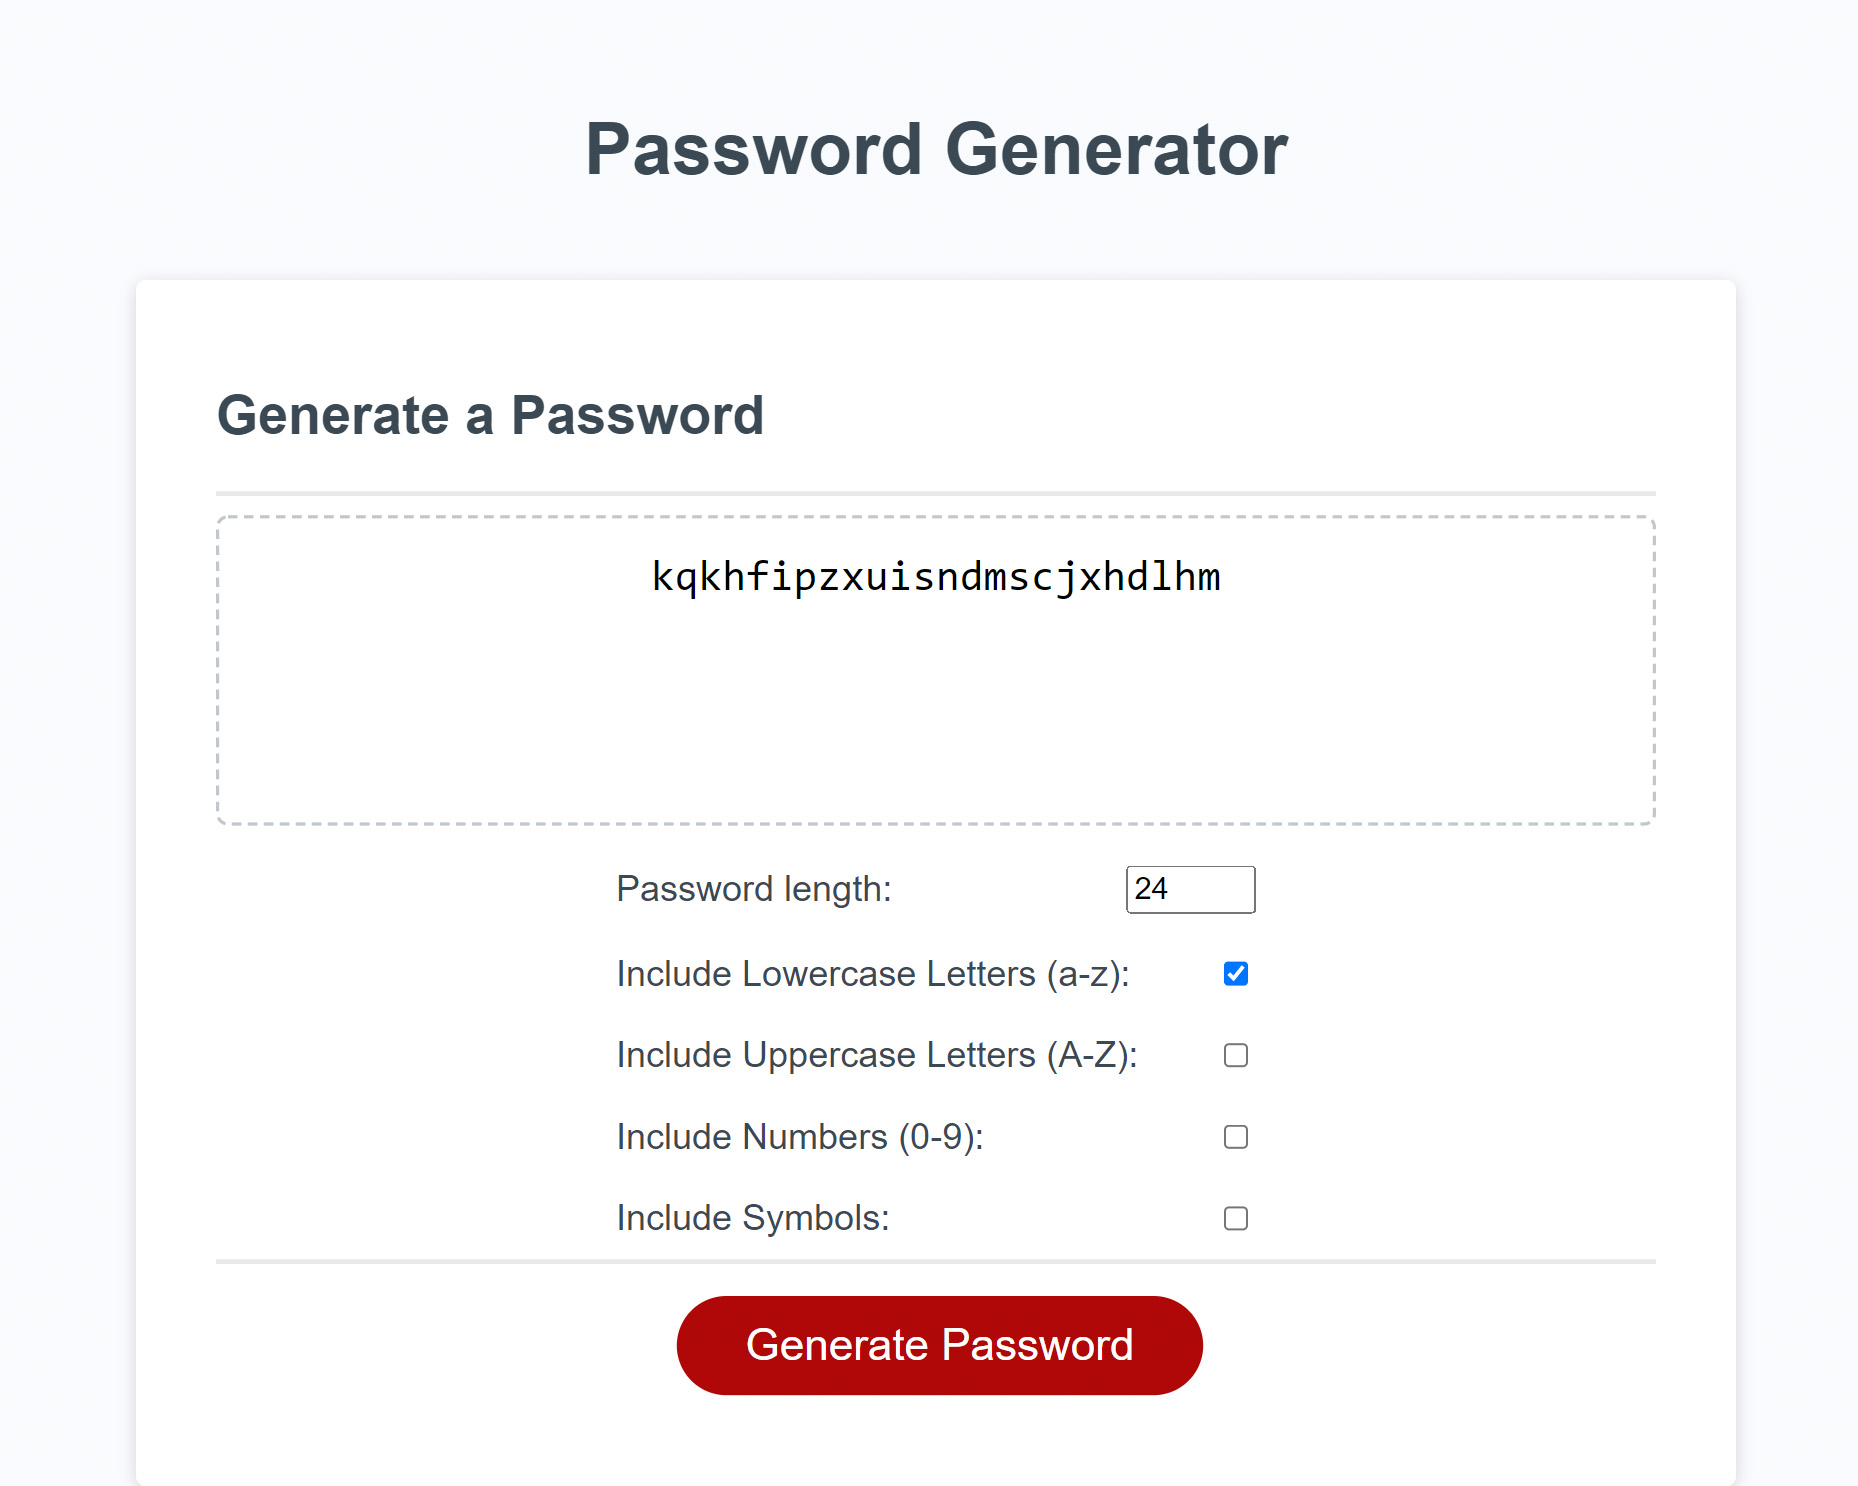 Password Generator
Generate a Password
kqkhfipzxuisndmscjxhdlhm
Password length: 24
Include Lowercase Letters (a-z):
Include Uppercase Letters (A-Z):
Include Numbers (0-9):
Include Symbols:
Generate Password